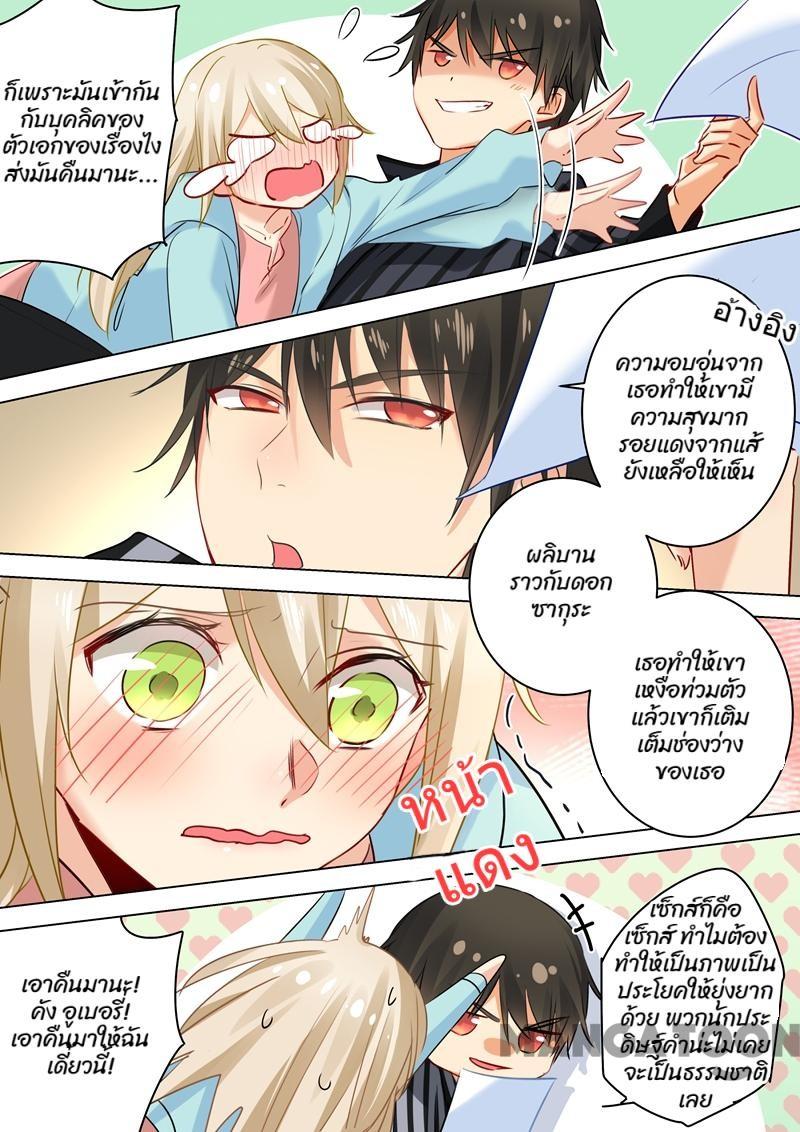 ก็เพราะมันเข้ากัน
กับบุคลิคของ
ตัวเอกของเรื่องไง
ส่งมันคืนมานะ...
อ้างอิง
ความอบอุ่นจาก
เธอทำให้เขามี
ความสุขมาก
รอยแดงจากแส้
ยังเหลือให้เห็น
ผลิบาน
ราวกับดอก
ซากุระ
เธอทำให้เขา
เหงื่อท่วมตัว
แล้วเขาก็เติม
เต็มช่องว่าง
ของเธอ
หน้า
แดง
เอาคืนมานะ!
คัง อูเบอรี่!
เอาคืนมาให้ฉัน
เดี๋ยวนี้!
เซ็กส์ก็คือ
เซ็กส์ ทำไมต้อง
ทำให้เป็นภาพเป็น
ประโยคให้ยุ่งยาก
ด้วย พวกนักประ
ดิษฐ์คำน่ะไม่เคย
จะเป็นธรรมชาติ
เลย
MANGATOON